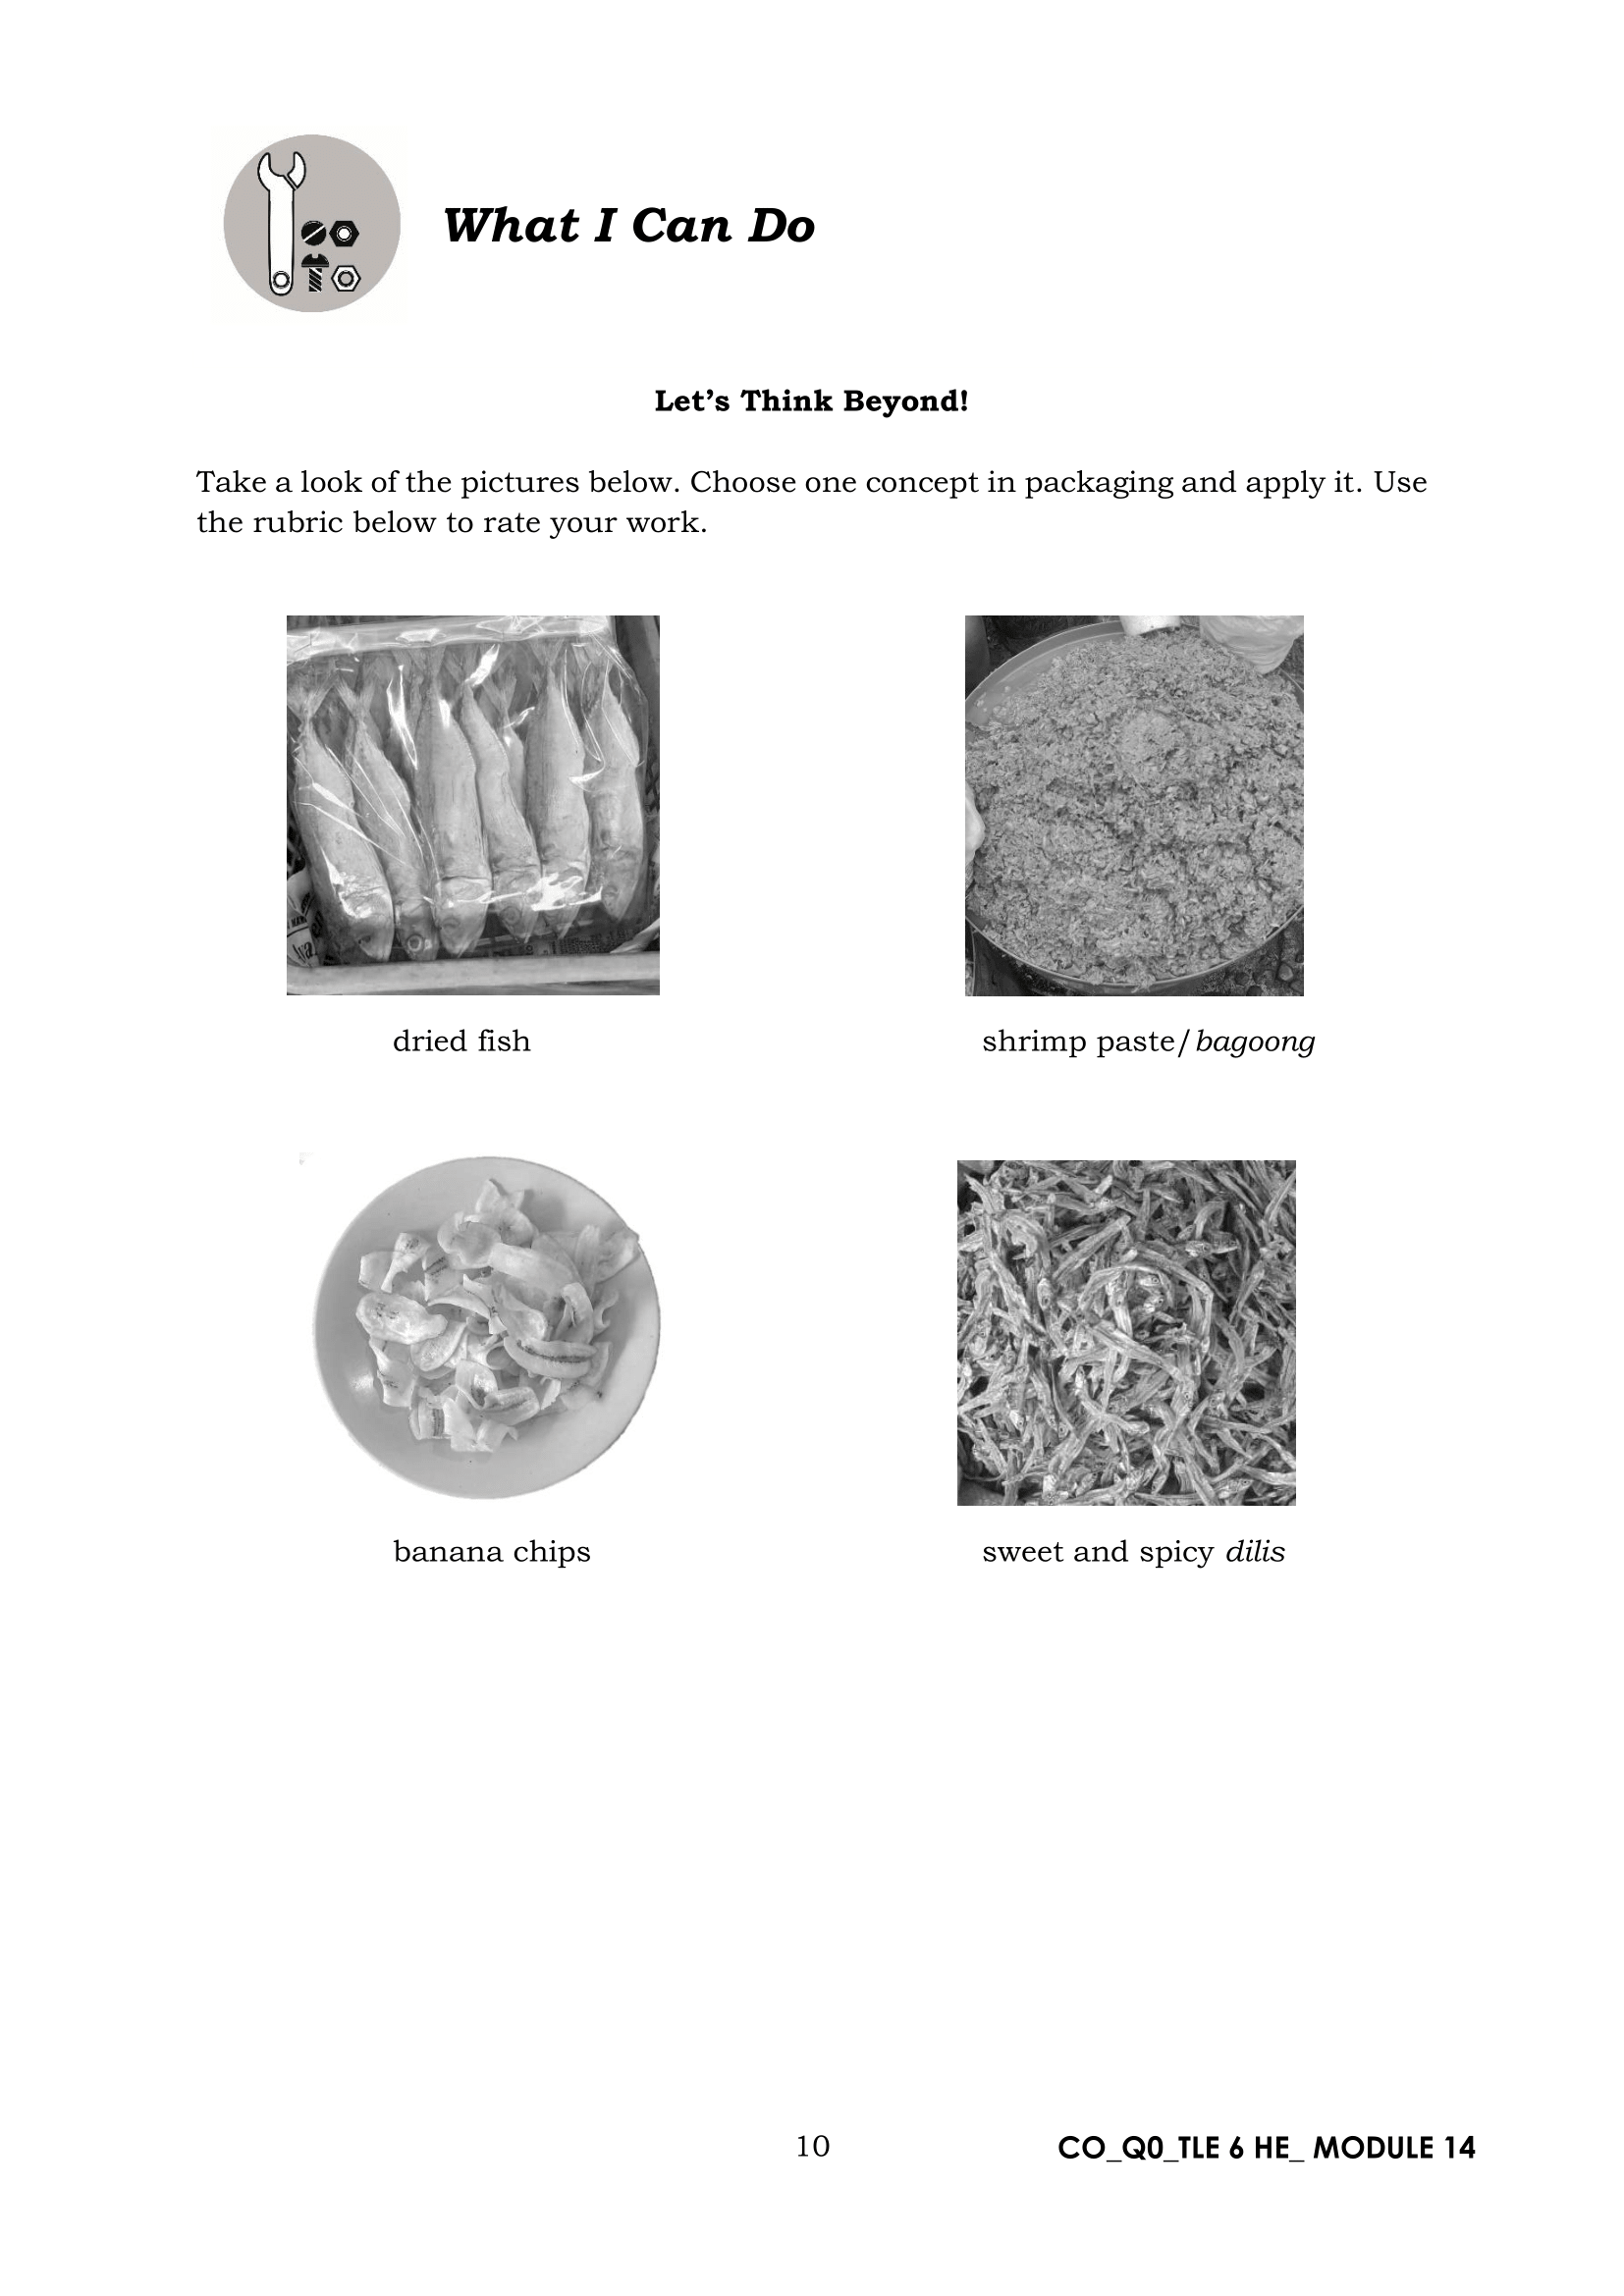 What I Can Do
Let's Think Beyond!
Take a look of the pictures below. Choose one concept in packaging and apply it. Use
the rubric below to rate your work.
dried fish
shrimp paste/bagoong
banana chips
sweet and spicy dilis
10
CO_Q0_TLE 6 HE_ MODULE 14